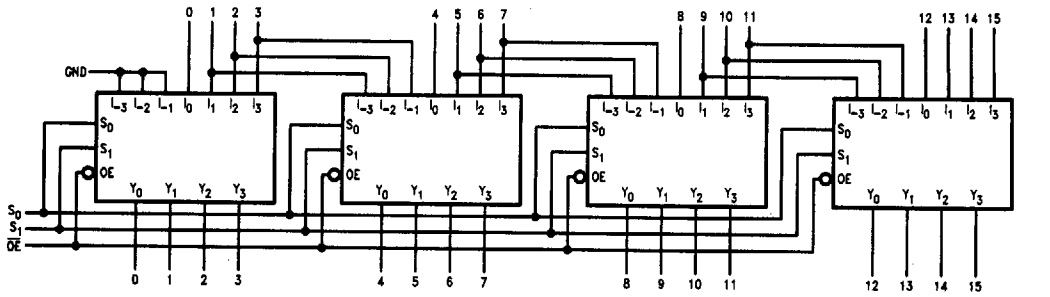 0 1 2 3 4 5 6 7 8 9 10 11 12 13 14 15
GND
I₋₃ I₋₂ I₋₁ I₀ I₁ I₂ I₃ I₋₃ I₋₂ I₋₁ I₀ I₁ I₂ I₃ I₋₃ I₋₂ I₋₁ I₀ I₁ I₂ I₃ I₋₃ I₋₂ I₋₁ I₀ I₁ I₂ I₃
S₀ S₀ S₀ S₀
S₁ S₁ S₁ S₁
OE OE OE OE
Y₀ Y₁ Y₂ Y₃ Y₀ Y₁ Y₂ Y₃ Y₀ Y₁ Y₂ Y₃ Y₀ Y₁ Y₂ Y₃
S₀
S₁
O̅E̅
0 1 2 3 4 5 6 7 8 9 10 11 12 13 14 15